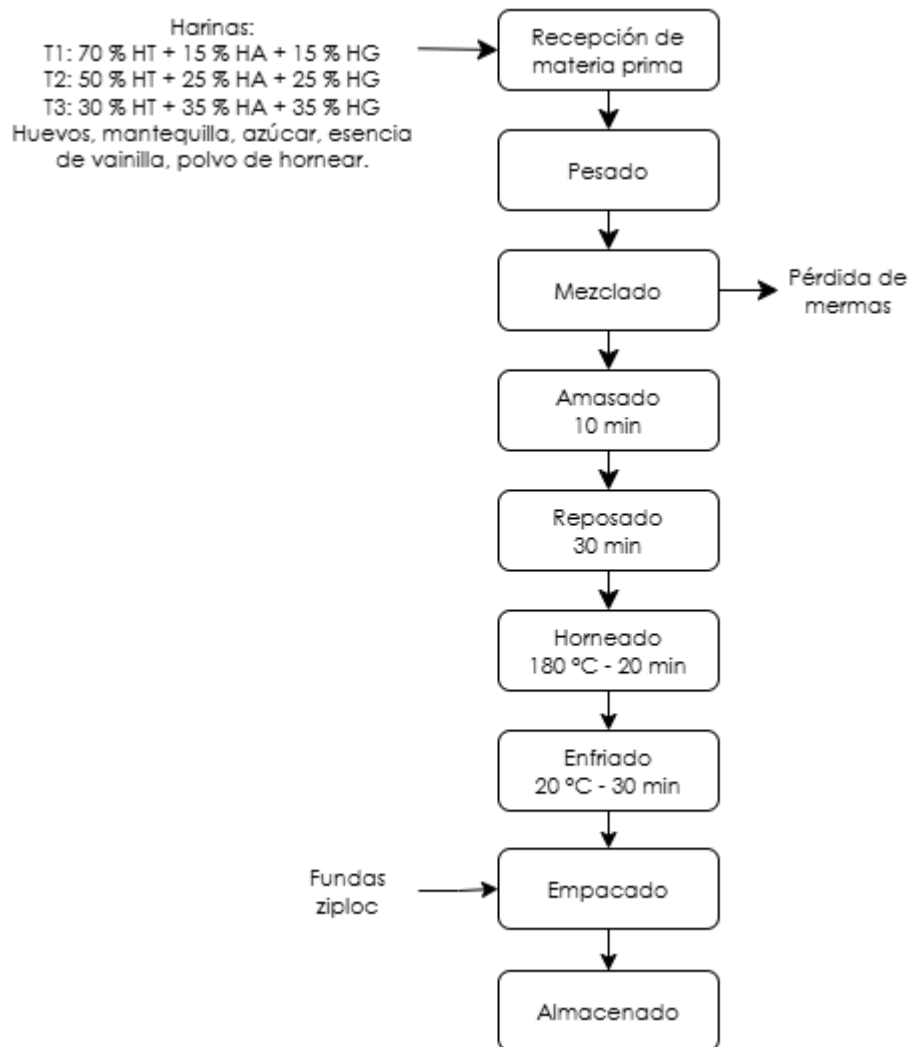 Harinas:
T1: 70 % HT + 15 % HA + 15 % HG
T2: 50 % HT + 25 % HA + 25 % HG
T3: 30 % HT + 35 % HA + 35 % HG
Huevos, mantequilla, azúcar, esencia
de vainilla, polvo de hornear.
Recepción de
materia prima
Pesado
Mezclado
Pérdida de
mermas
Amasado
10 min
Reposado
30 min
Horneado
180 °C - 20 min
Enfriado
20 °C - 30 min
Fundas
ziploc
Empacado
Almacenado